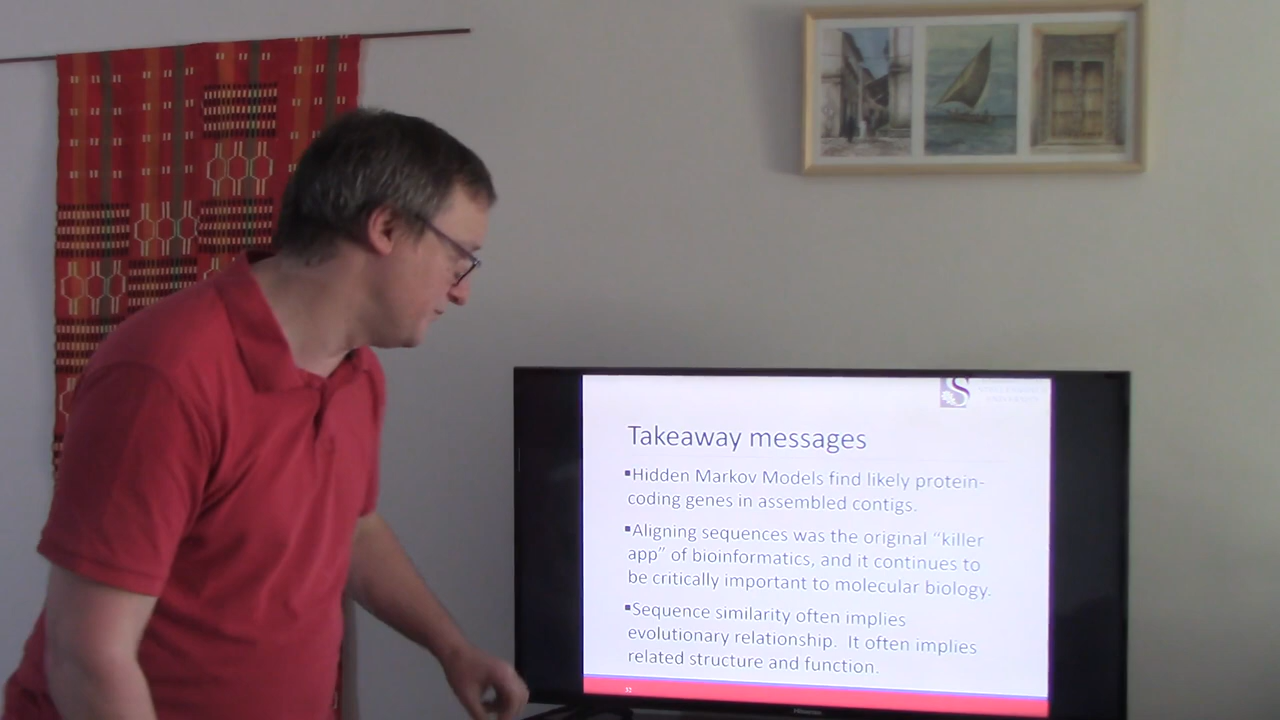 S
Takeaway messages
▪Hidden Markov Models find likely protein-
coding genes in assembled contigs.
▪Aligning sequences was the original “killer
app” of bioinformatics, and it continues to
be critically important to molecular biology.
▪Sequence similarity often implies
evolutionary relationship. It often implies
related structure and function.
Hisense